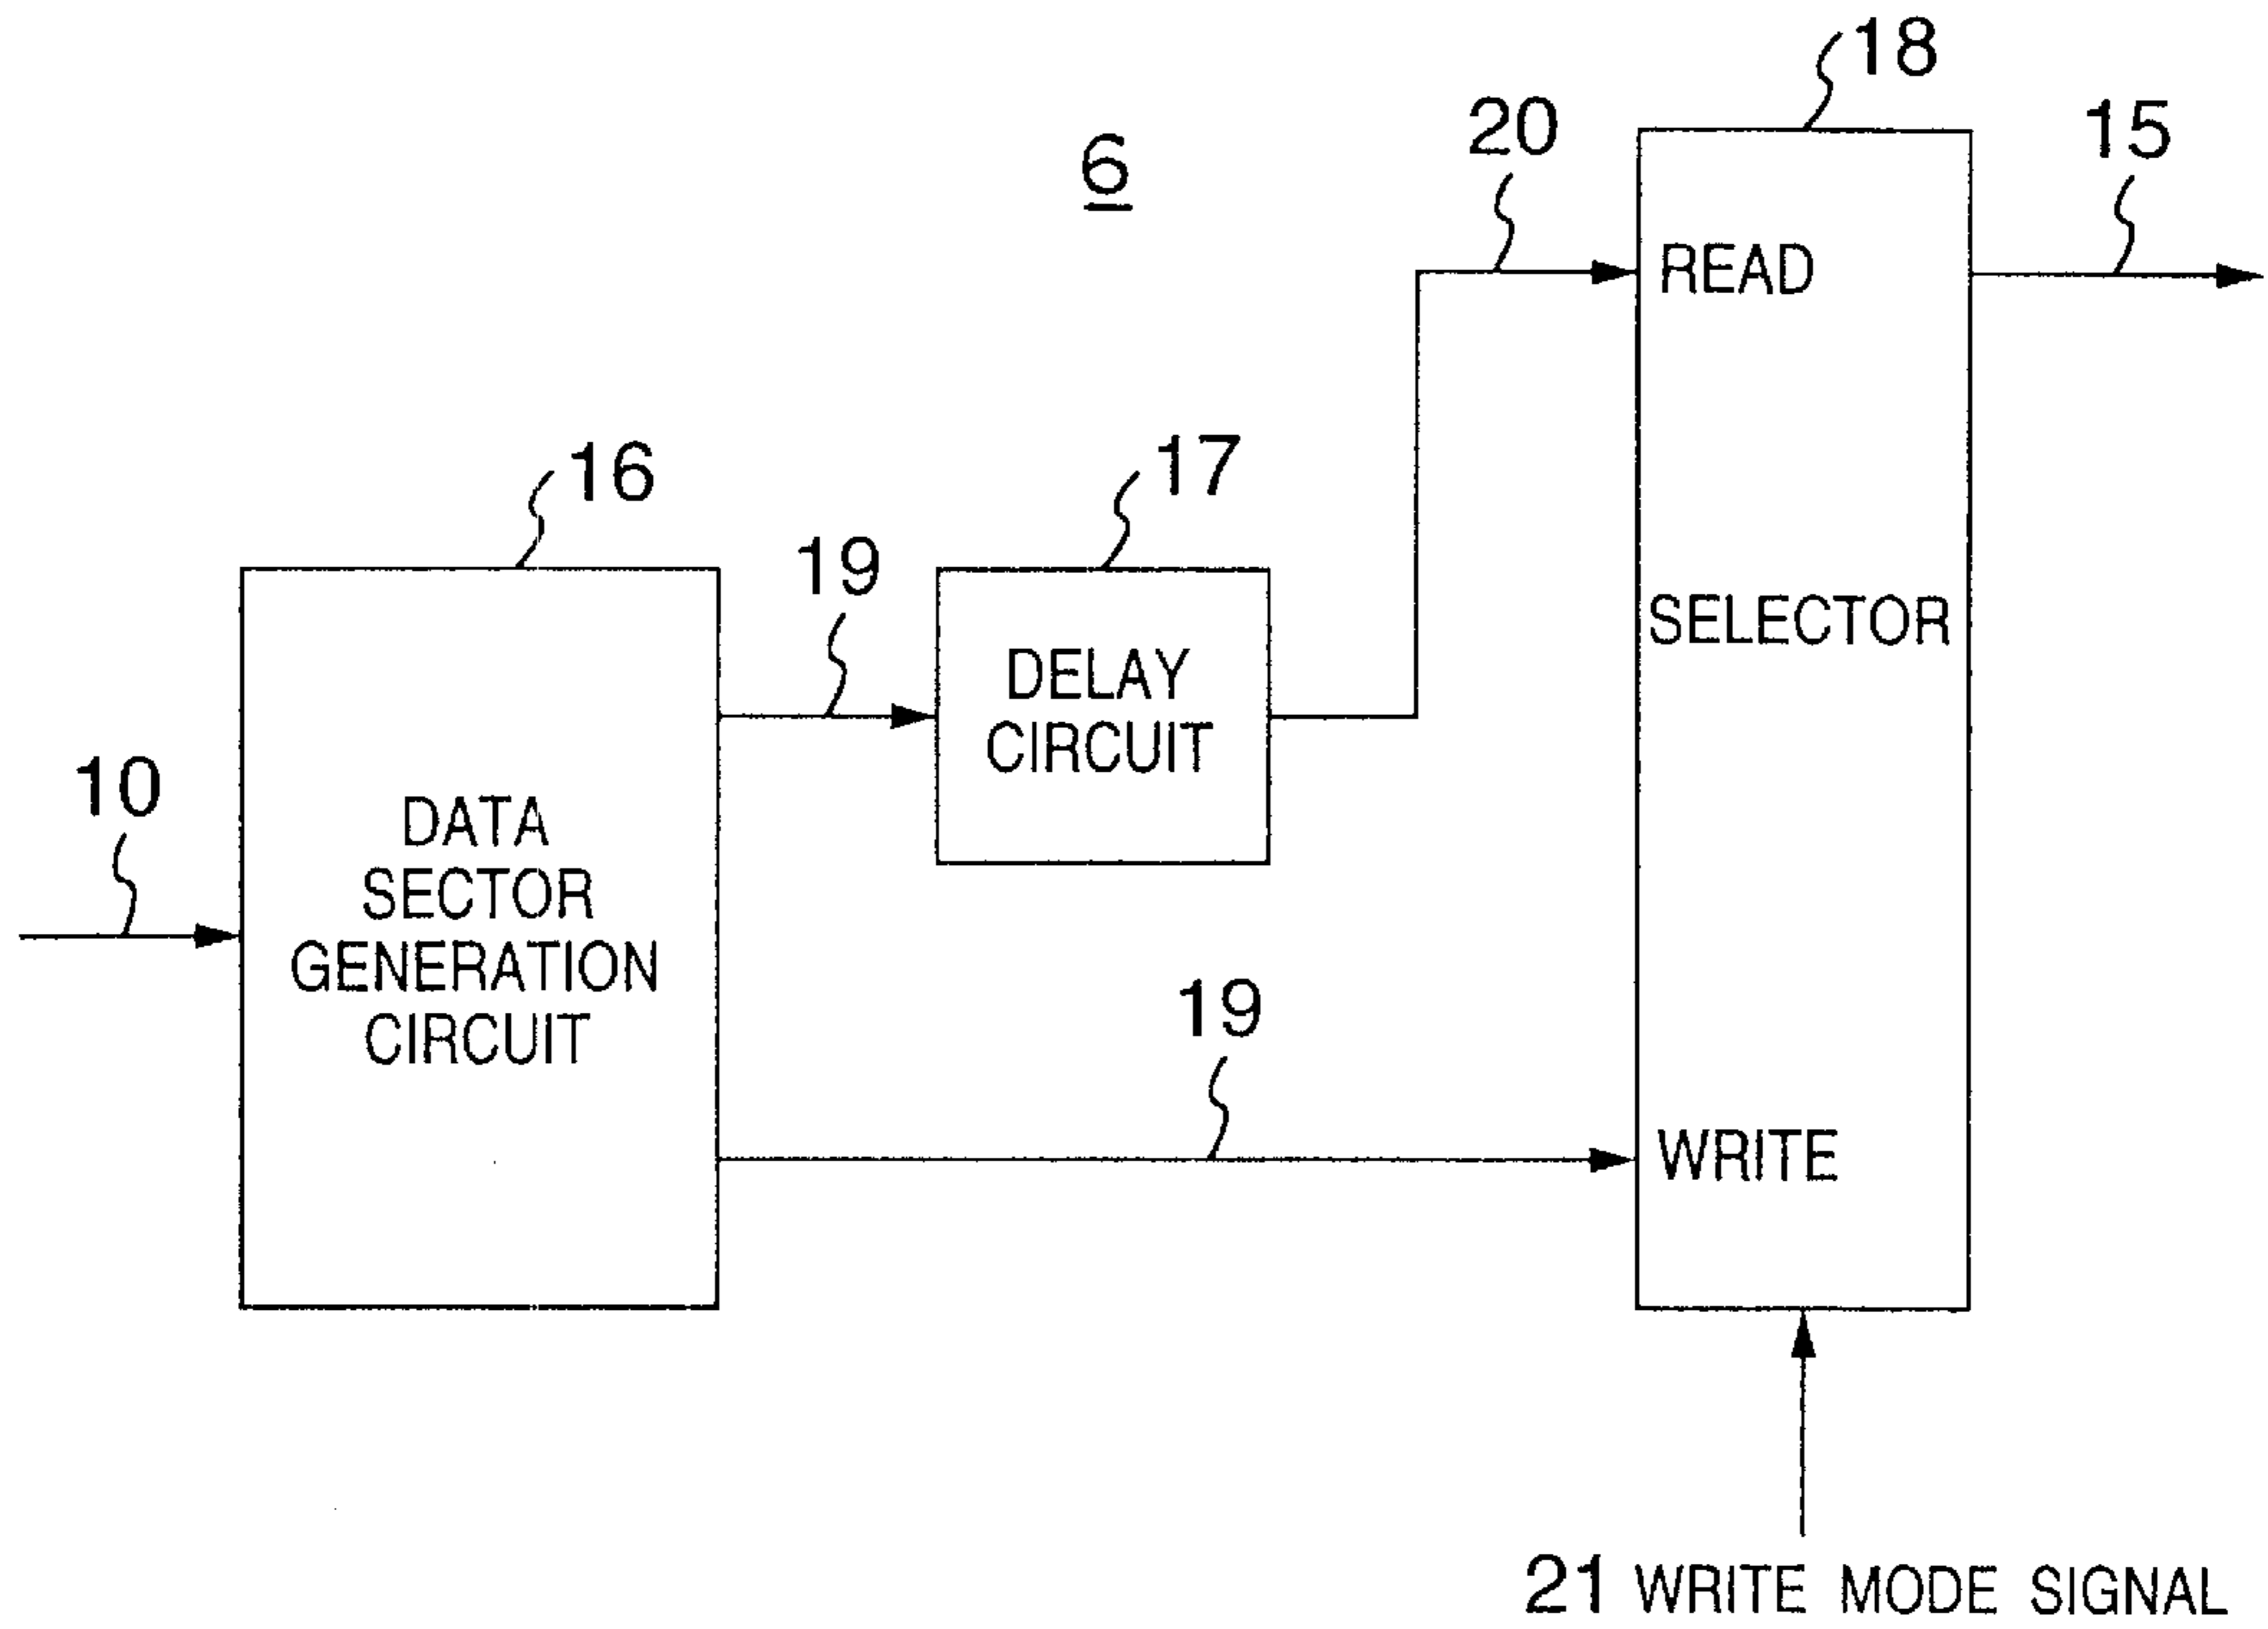 18
20
15
6
READ
16
17
19
SELECTOR
DELAY
CIRCUIT
10
DATA
SECTOR
GENERATION
CIRCUIT
19
WRITE
21 WRITE MODE SIGNAL